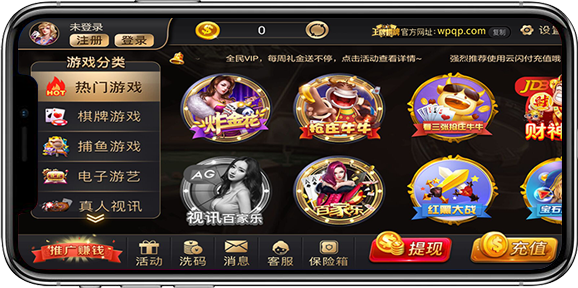 未登录
注册 登录
0
王牌棋牌官方网址:wpqp.com 复制
设置
全民VIP，每周礼金送不停，点击活动查看详情~
强烈推荐使用云闪付充值哦
游戏分类
HOT 热门游戏
棋牌游戏
捕鱼游戏
电子游艺
真人视讯
炸金花
抢庄牛牛
看三张抢庄牛牛
JDB
财神
AG
视讯百家乐
百家乐
红黑大战
宝石
推广赚钱
活动
洗码
消息
客服
保险箱
提现
充值